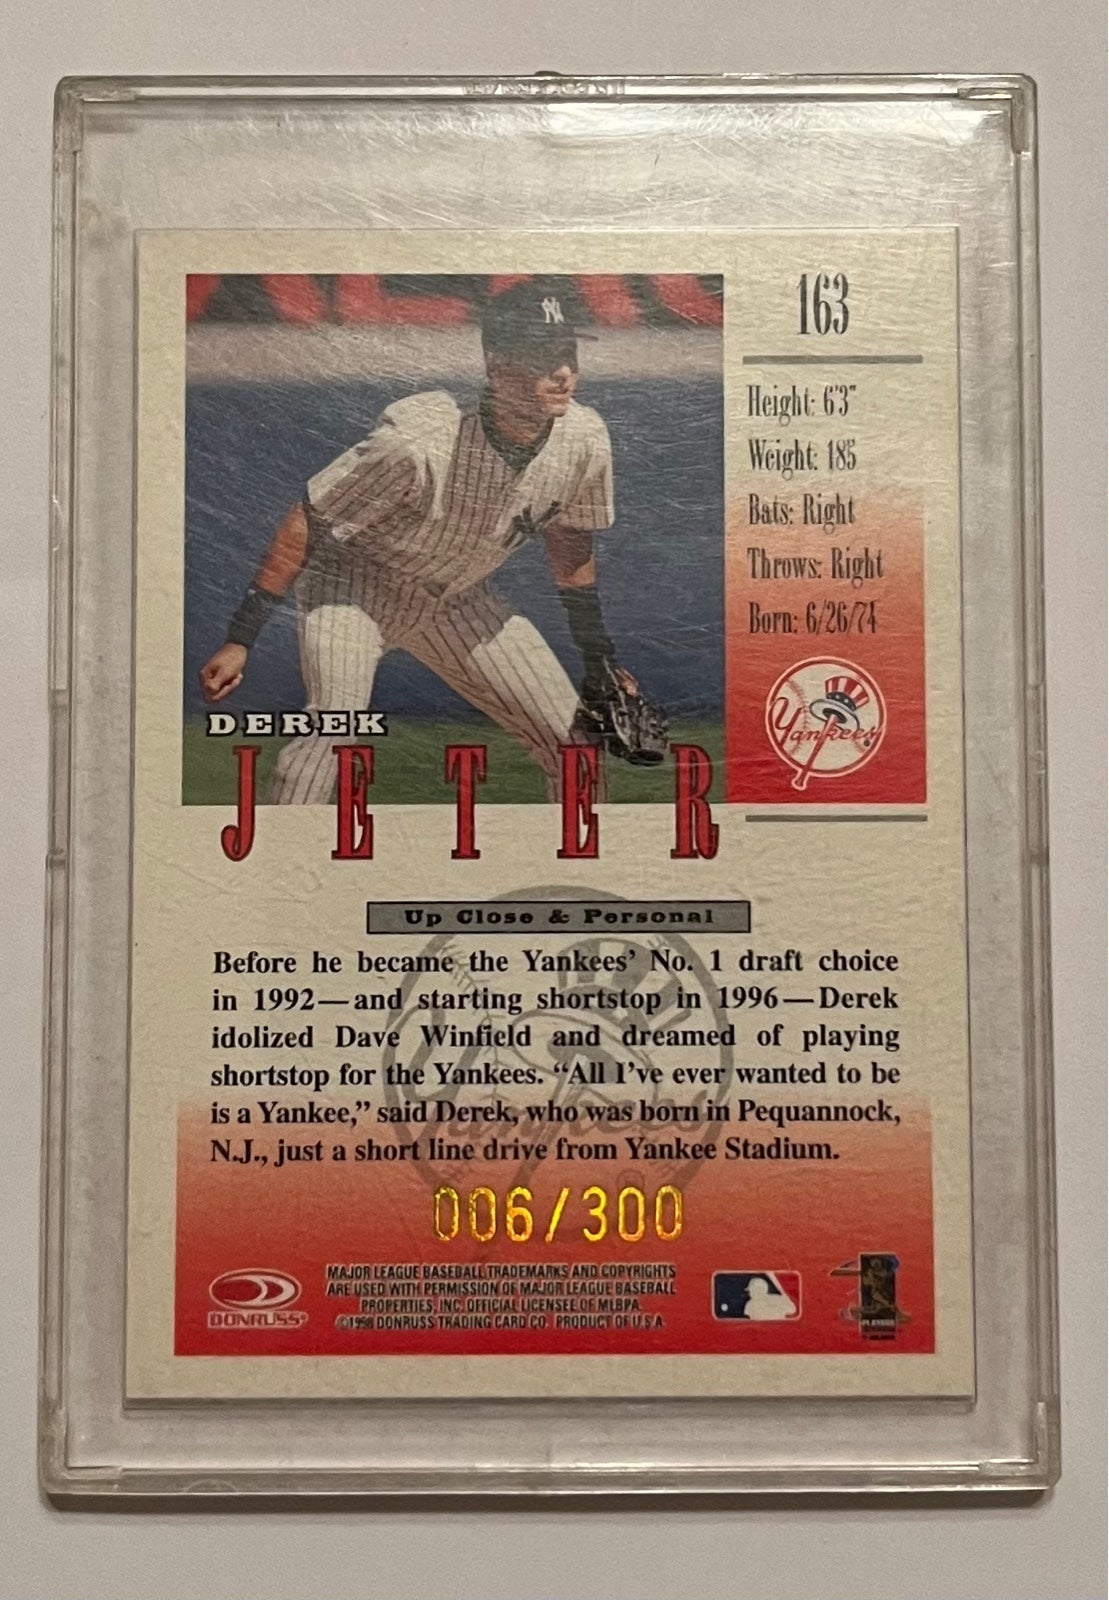 163
Height: 6'3"
Weight: 185
Bats: Right
Throws: Right
Born: 6/26/74
Yankees
DEREK
JETER
Up Close & Personal
Before he became the Yankees' No. 1 draft choice
in 1992—and starting shortstop in 1996—Derek
idolized Dave Winfield and dreamed of playing
shortstop for the Yankees. "All I've ever wanted to be
is a Yankee," said Derek, who was born in Pequannock,
N.J., just a short line drive from Yankee Stadium.
006/300
DONRUSS
MAJOR LEAGUE BASEBALL TRADEMARKS AND COPYRIGHTS
ARE USED WITH PERMISSION OF MAJOR LEAGUE BASEBALL
PROPERTIES, INC. OFFICIAL LICENSEE OF MLBPA.
©1998 DONRUSS TRADING CARD CO. PRODUCT OF U.S.A.
PLAYERS